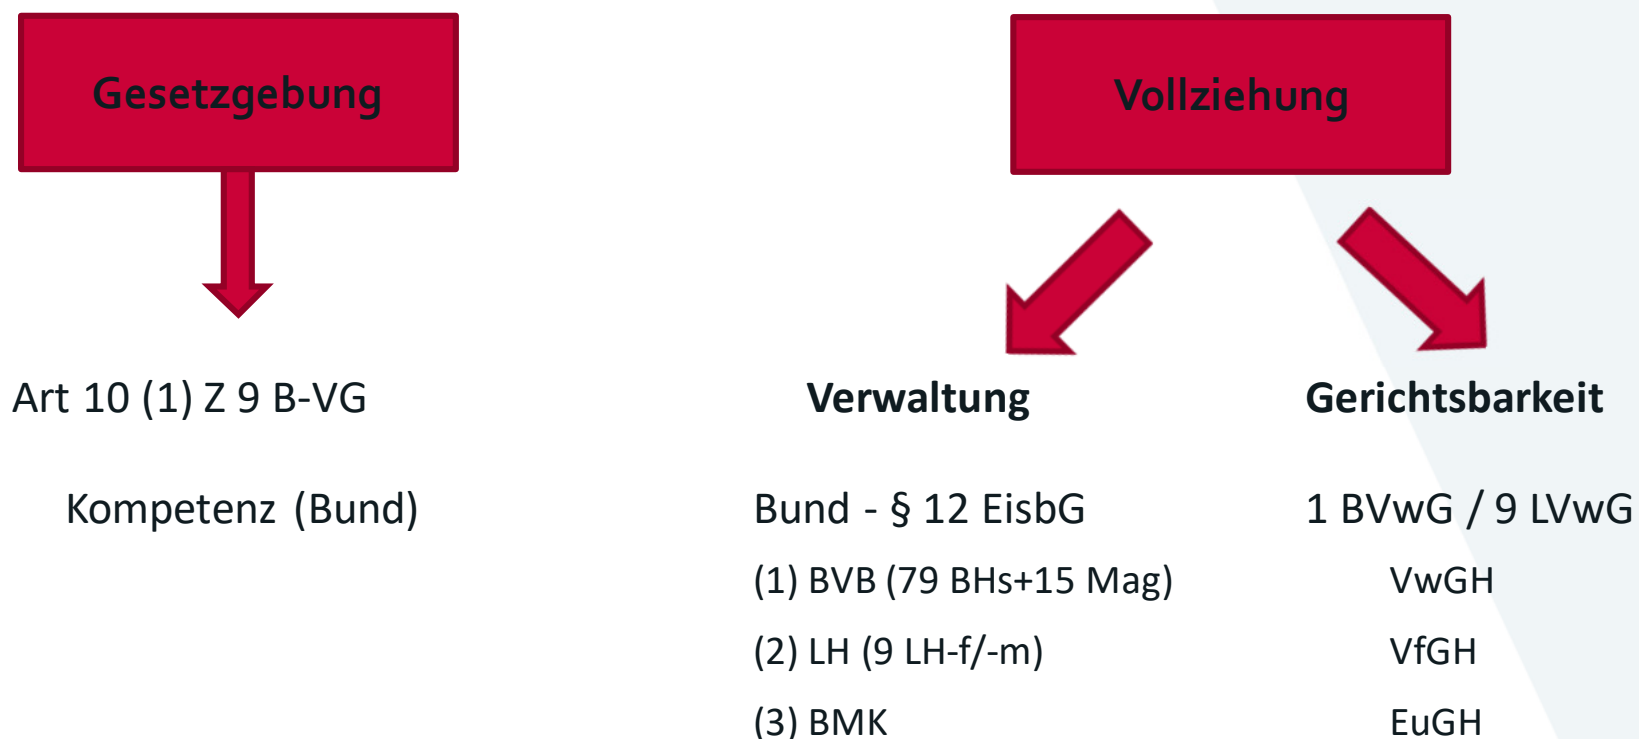 Gesetzgebung
Vollziehung
Art 10 (1) Z 9 B-VG
Kompetenz (Bund)
Verwaltung
Bund - § 12 EisbG
(1) BVB (79 BHs+15 Mag)
(2) LH (9 LH-f/-m)
(3) BMK
Gerichtsbarkeit
1 BVwG / 9 LVwG
VwGH
VfGH
EuGH